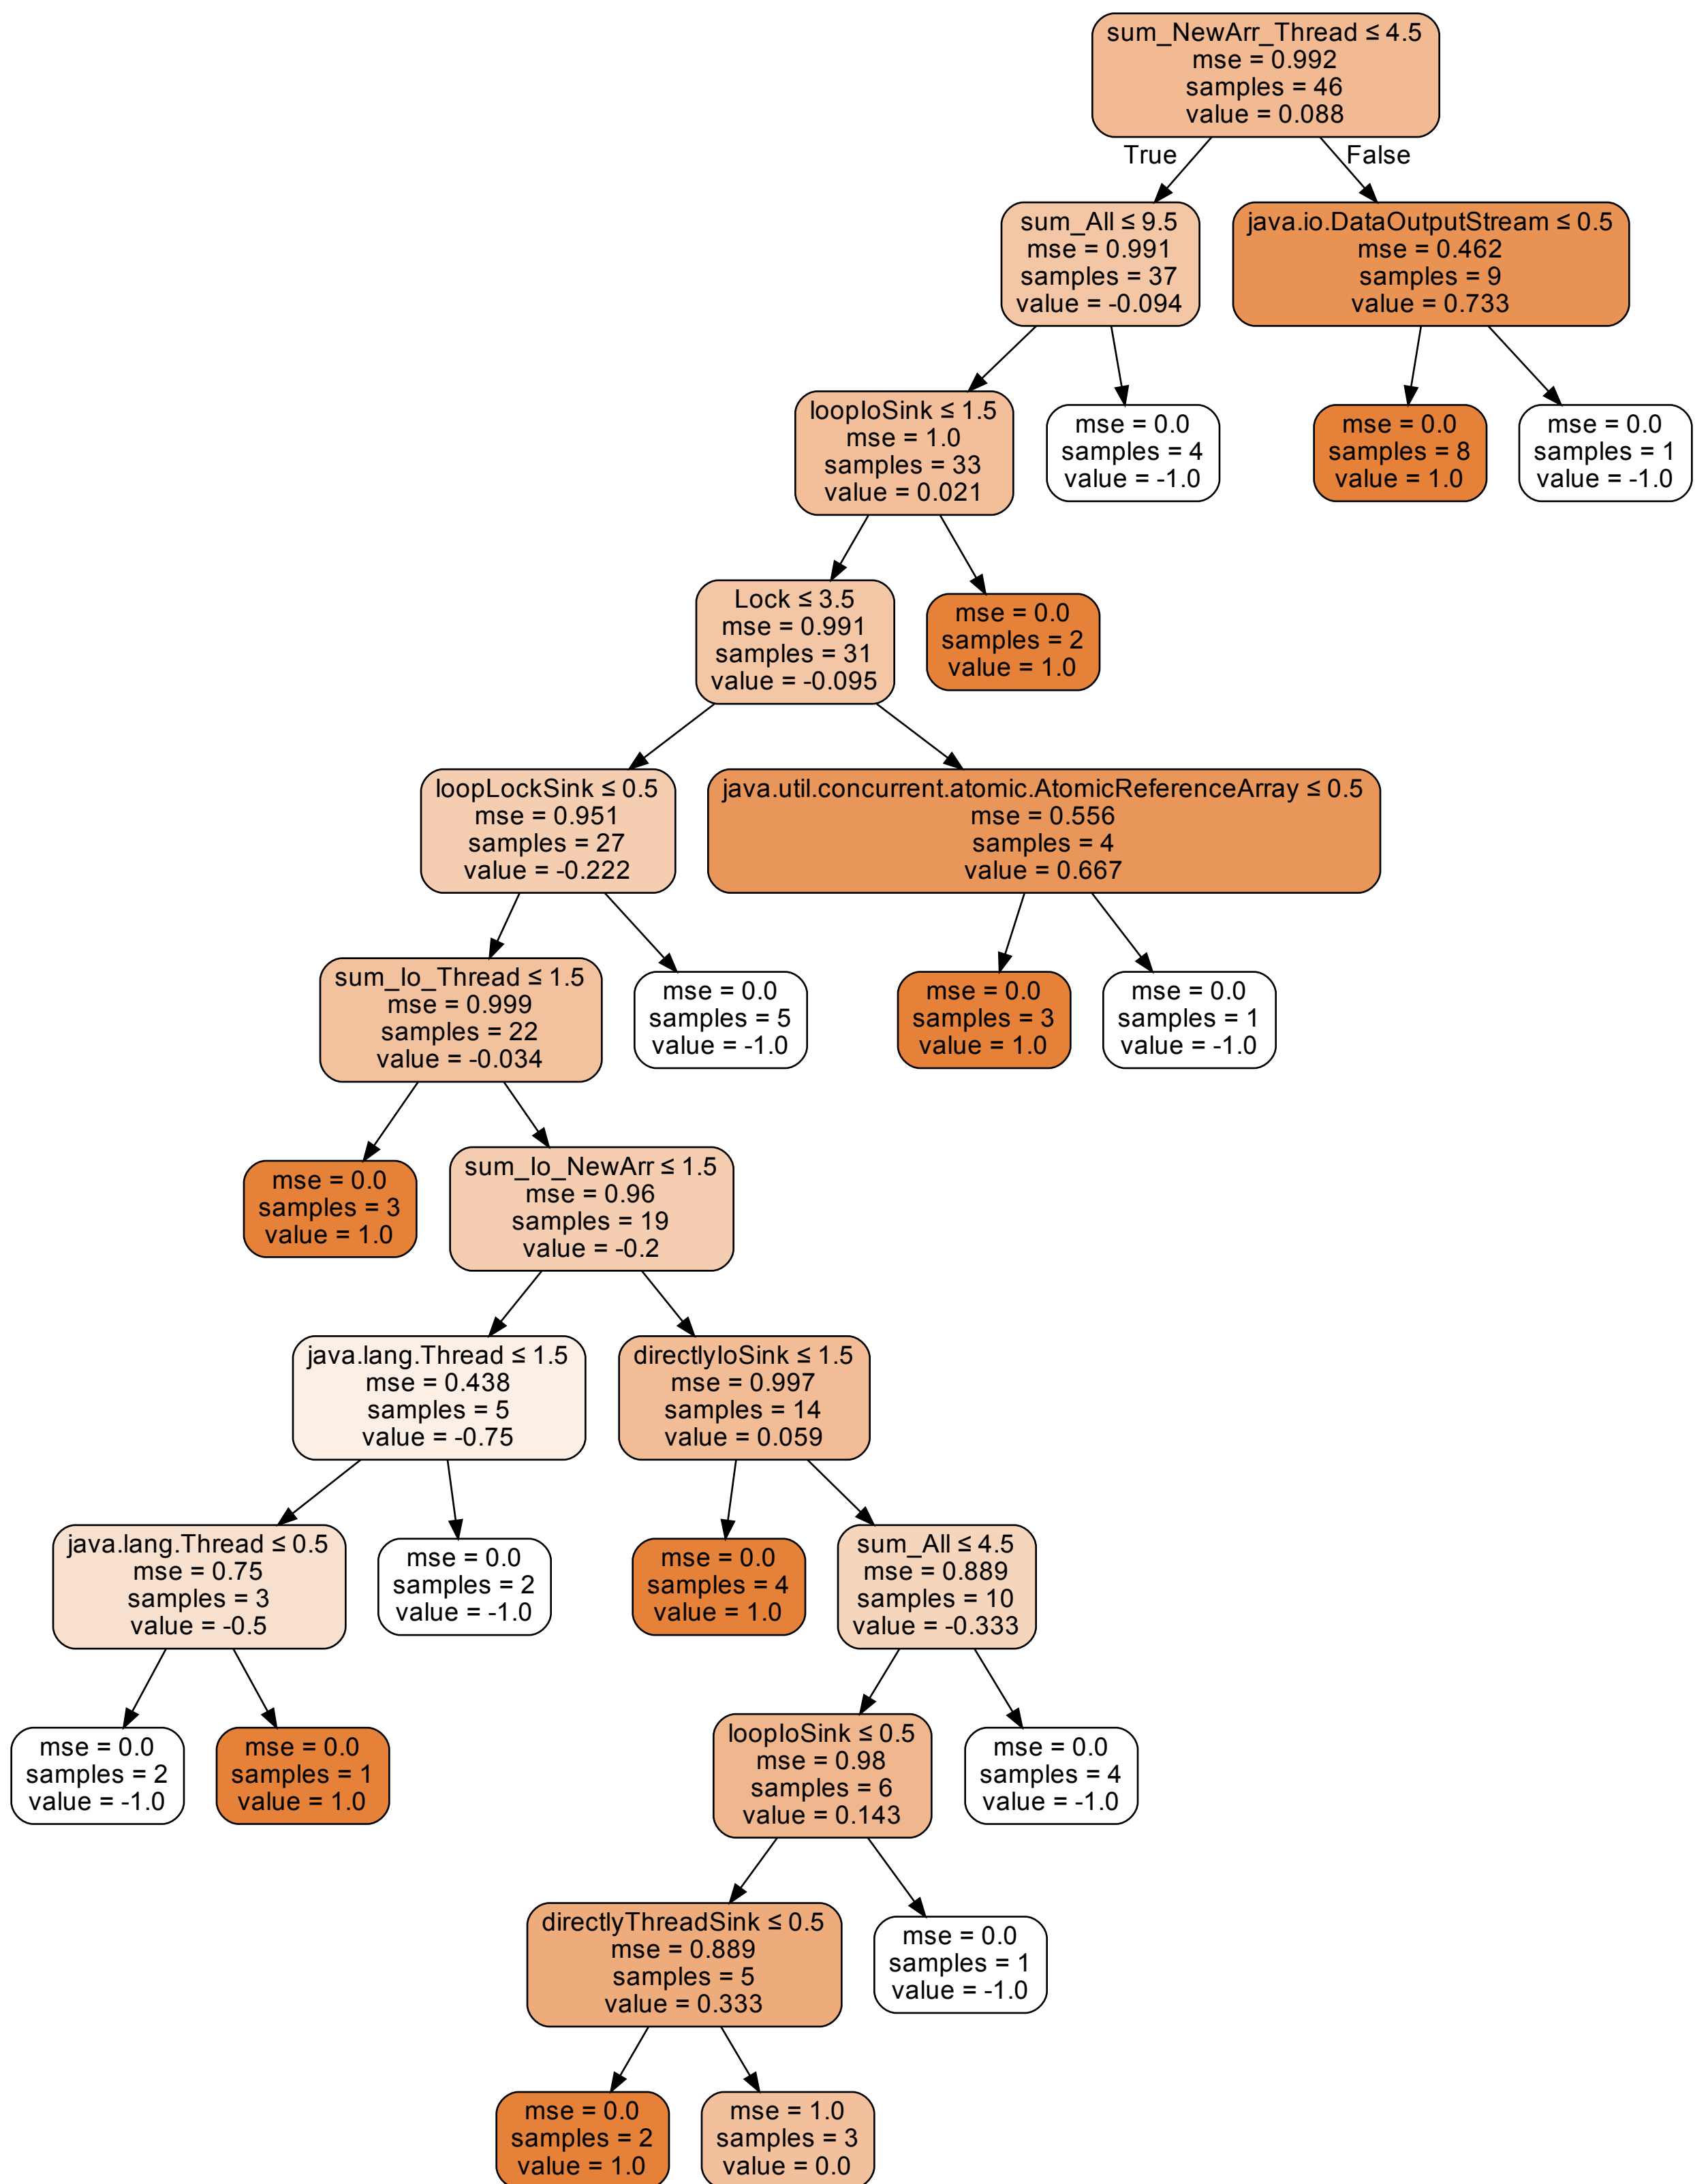 sum_NewArr_Thread ≤ 4.5
mse = 0.992
samples = 46
value = 0.088
True
False
sum_All ≤ 9.5
mse = 0.991
samples = 37
value = -0.094
java.io.DataOutputStream ≤ 0.5
mse = 0.462
samples = 9
value = 0.733
loopIoSink ≤ 1.5
mse = 1.0
samples = 33
value = 0.021
mse = 0.0
samples = 4
value = -1.0
mse = 0.0
samples = 8
value = 1.0
mse = 0.0
samples = 1
value = -1.0
Lock ≤ 3.5
mse = 0.991
samples = 31
value = -0.095
mse = 0.0
samples = 2
value = 1.0
loopLockSink ≤ 0.5
mse = 0.951
samples = 27
value = -0.222
java.util.concurrent.atomic.AtomicReferenceArray ≤ 0.5
mse = 0.556
samples = 4
value = 0.667
sum_Io_Thread ≤ 1.5
mse = 0.999
samples = 22
value = -0.034
mse = 0.0
samples = 5
value = -1.0
mse = 0.0
samples = 3
value = 1.0
mse = 0.0
samples = 1
value = -1.0
mse = 0.0
samples = 3
value = 1.0
sum_Io_NewArr ≤ 1.5
mse = 0.96
samples = 19
value = -0.2
java.lang.Thread ≤ 1.5
mse = 0.438
samples = 5
value = -0.75
directlyIoSink ≤ 1.5
mse = 0.997
samples = 14
value = 0.059
java.lang.Thread ≤ 0.5
mse = 0.75
samples = 3
value = -0.5
mse = 0.0
samples = 2
value = -1.0
mse = 0.0
samples = 4
value = 1.0
sum_All ≤ 4.5
mse = 0.889
samples = 10
value = -0.333
mse = 0.0
samples = 2
value = -1.0
mse = 0.0
samples = 1
value = 1.0
loopIoSink ≤ 0.5
mse = 0.98
samples = 6
value = 0.143
mse = 0.0
samples = 4
value = -1.0
directlyThreadSink ≤ 0.5
mse = 0.889
samples = 5
value = 0.333
mse = 0.0
samples = 1
value = -1.0
mse = 0.0
samples = 2
value = 1.0
mse = 1.0
samples = 3
value = 0.0